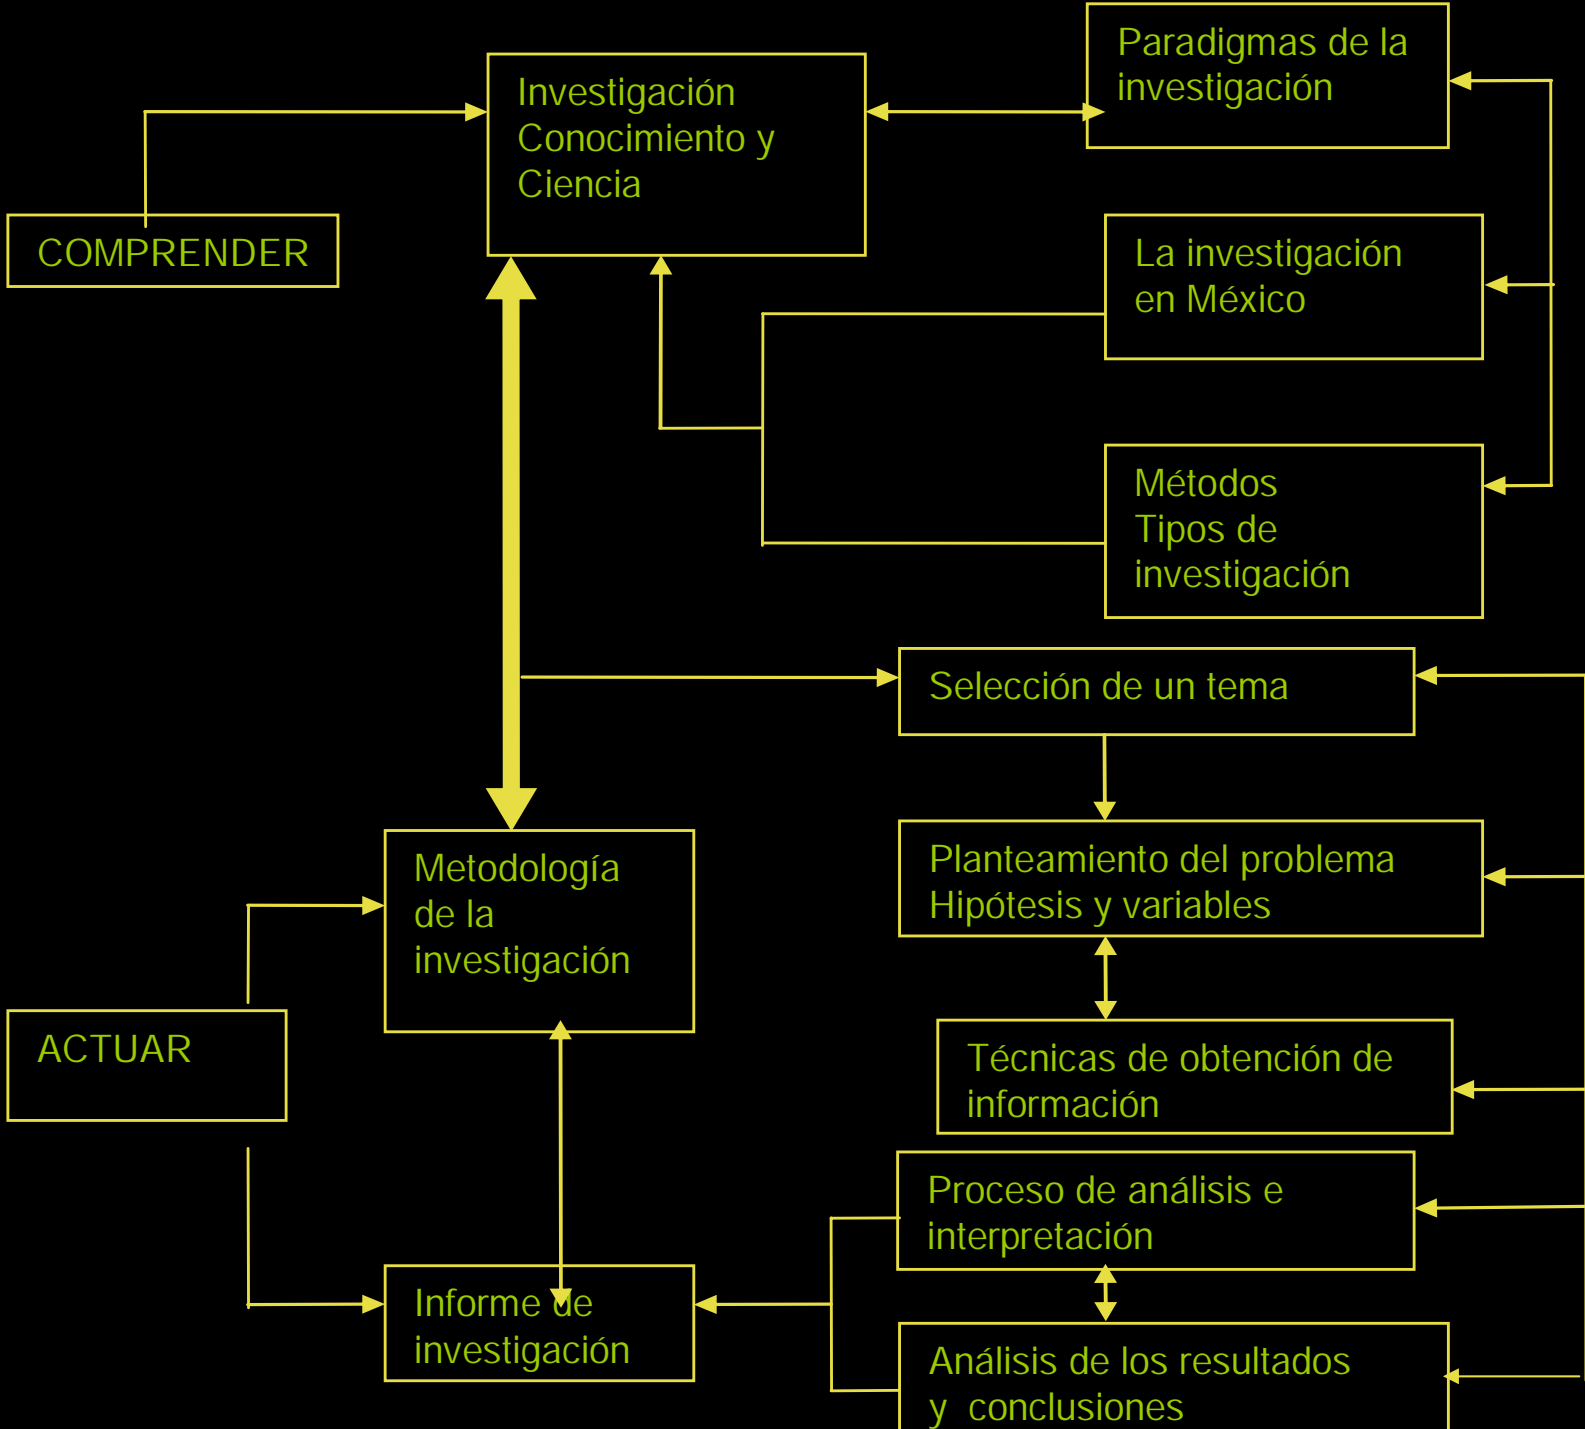 Paradigmas de la
investigación
Investigación
Conocimiento y
Ciencia
COMPRENDER
La investigación
en México
Métodos
Tipos de
investigación
Selección de un tema
Planteamiento del problema
Hipótesis y variables
Metodología
de la
investigación
ACTUAR
Técnicas de obtención de
información
Proceso de análisis e
interpretación
Informe de
investigación
Análisis de los resultados
y conclusiones